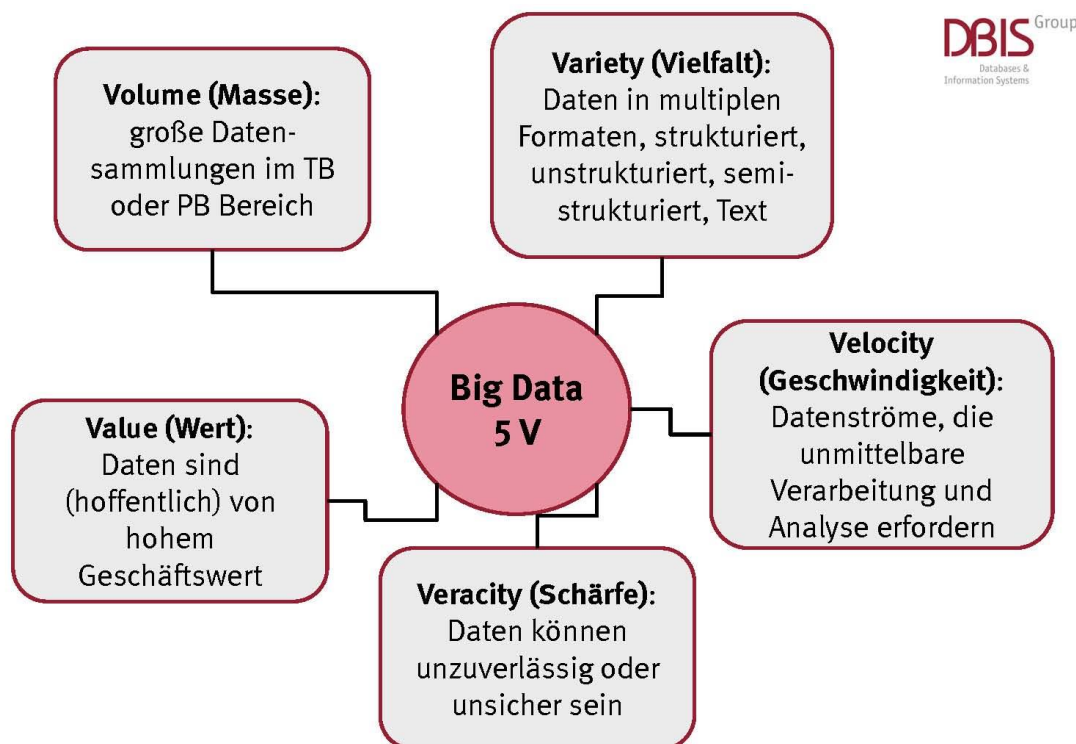 DBIS Group
Databases &
Information Systems
Volume (Masse):
große Daten-
sammlungen im TB
oder PB Bereich
Variety (Vielfalt):
Daten in multiplen
Formaten, strukturiert,
unstrukturiert, semi-
strukturiert, Text
Big Data
5 V
Velocity
(Geschwindigkeit):
Datenströme, die
unmittelbare
Verarbeitung und
Analyse erfordern
Value (Wert):
Daten sind
(hoffentlich) von
hohem
Geschäftswert
Veracity (Schärfe):
Daten können
unzuverlässig oder
unsicher sein